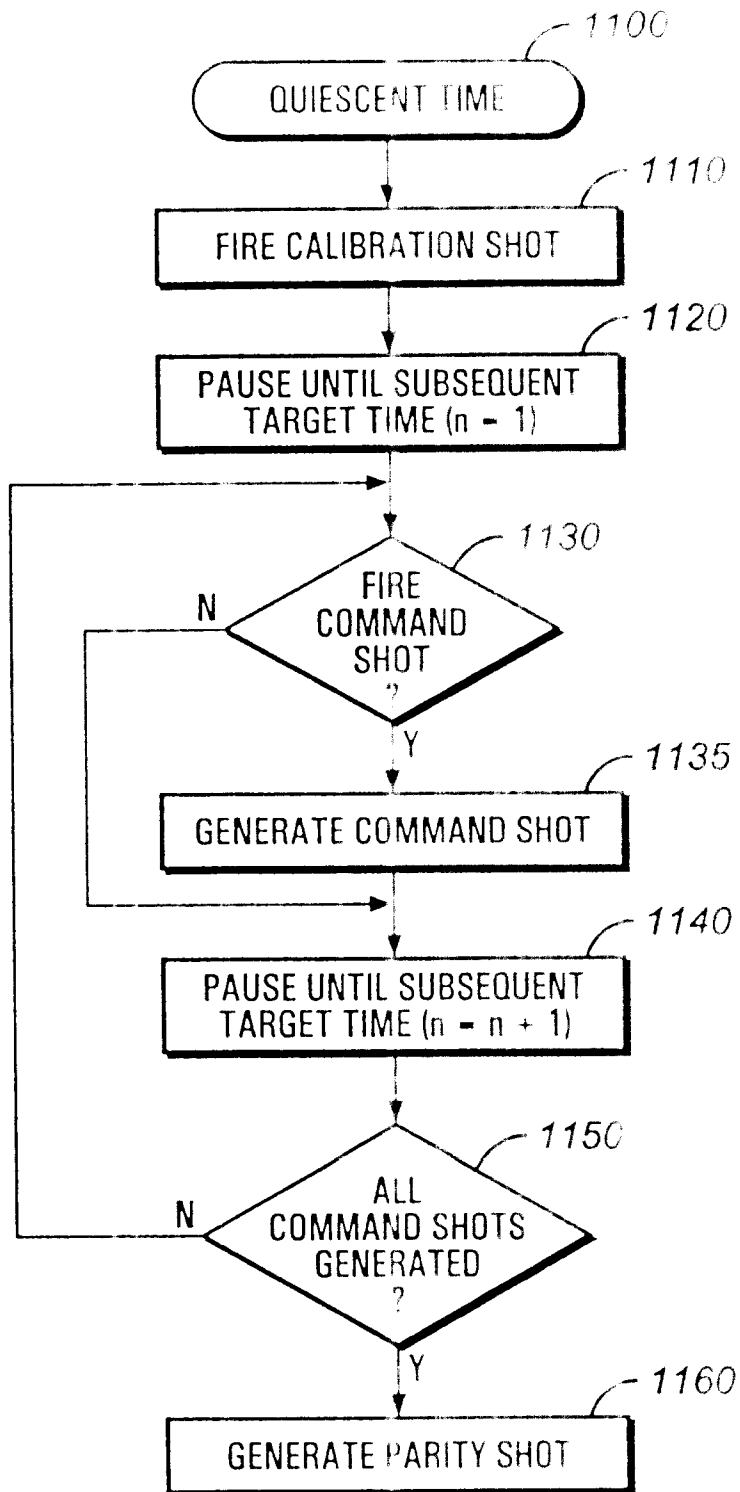 1100
QUIESCENT TIME
1110
FIRE CALIBRATION SHOT
1120
PAUSE UNTIL SUBSEQUENT
TARGET TIME (n - 1)
1130
N
FIRE
COMMAND
SHOT
?
Y
1135
GENERATE COMMAND SHOT
1140
PAUSE UNTIL SUBSEQUENT
TARGET TIME (n - n + 1)
1150
N
ALL
COMMAND SHOTS
GENERATED
?
Y
1160
GENERATE PARITY SHOT